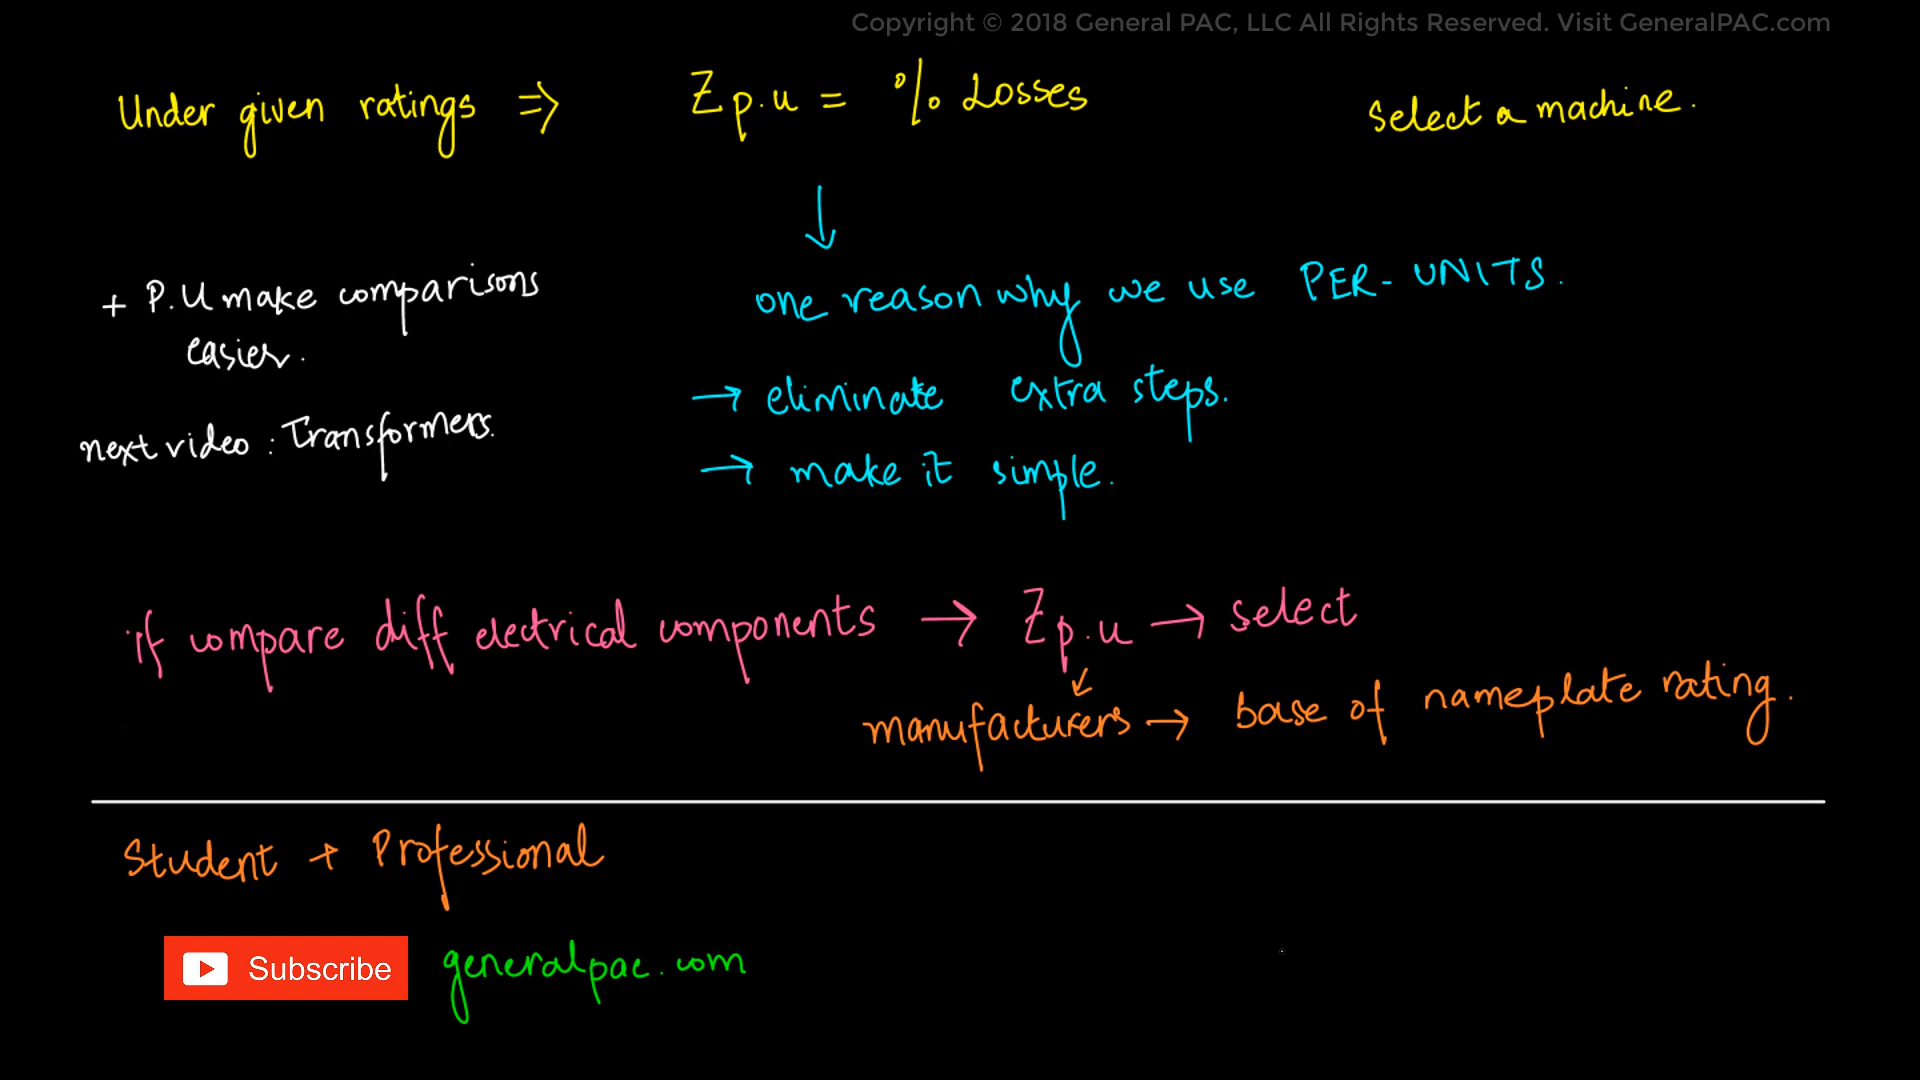 Copyright © 2018 General PAC, LLC All Rights Reserved. Visit GeneralPAC.com
Under given ratings ⇒ Zp.u = % Losses
Select a machine.
↓
one reason why we use PER-UNITS.
→ eliminate extra steps.
→ make it simple.
+ P.U make comparisons
easier.
next video : Transformers.
if compare diff electrical components → Zp.u → select
↙
manufacturers → base of nameplate rating.
Student + Professional
Subscribe
generalpac.com